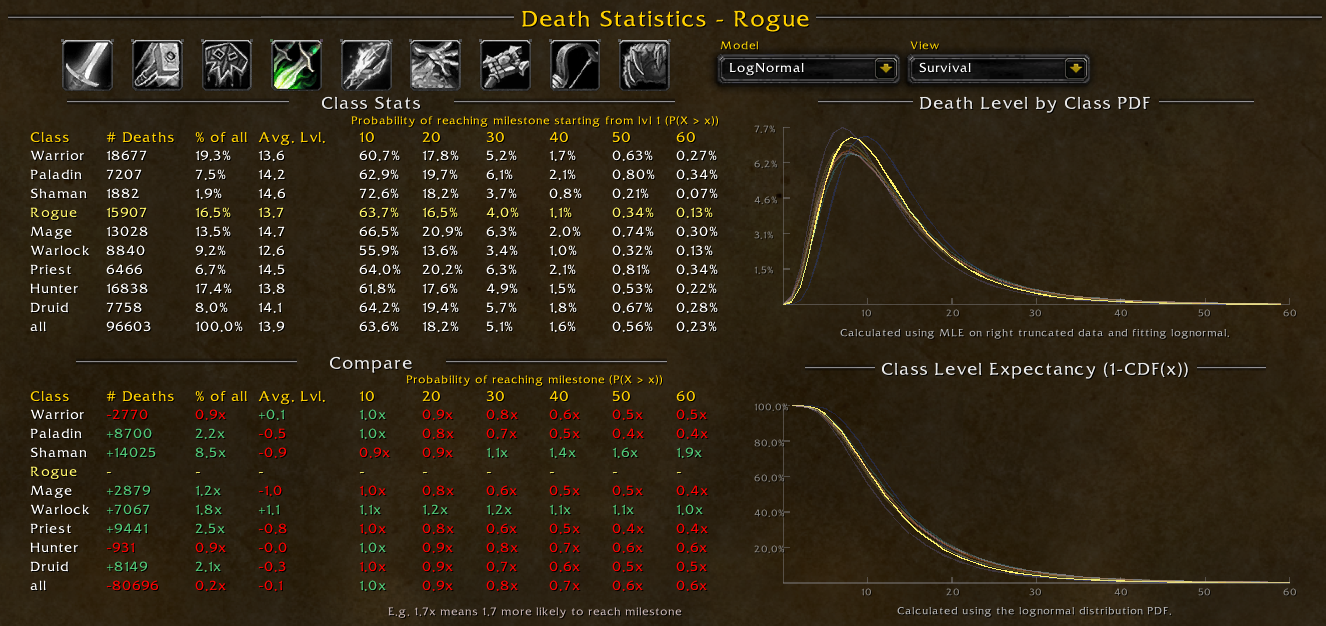 Death Statistics - Rogue
Model
View
LogNormal
Survival
Class Stats
Probability of reaching milestone starting from lvl 1 (P(X > x))
Class # Deaths % of all Avg. Lvl. 10 20 30 40 50 60
Warrior 18677 19.3% 13.6 60.7% 17.8% 5.2% 1.7% 0.63% 0.27%
Paladin 7207 7.5% 14.2 62.9% 19.7% 6.1% 2.1% 0.80% 0.34%
Shaman 1882 1.9% 14.6 72.6% 18.2% 3.7% 0.8% 0.21% 0.07%
Rogue 15907 16.5% 13.7 63.7% 16.5% 4.0% 1.1% 0.34% 0.13%
Mage 13028 13.5% 14.7 66.5% 20.9% 6.3% 2.0% 0.74% 0.30%
Warlock 8840 9.2% 12.6 55.9% 13.6% 3.4% 1.0% 0.32% 0.13%
Priest 6466 6.7% 14.5 64.0% 20.2% 6.3% 2.1% 0.81% 0.34%
Hunter 16838 17.4% 13.8 61.8% 17.6% 4.9% 1.5% 0.53% 0.22%
Druid 7758 8.0% 14.1 64.2% 19.4% 5.7% 1.8% 0.67% 0.28%
all 96603 100.0% 13.9 63.6% 18.2% 5.1% 1.6% 0.56% 0.23%
Compare
Probability of reaching milestone (P(X > x))
Class # Deaths % of all Avg. Lvl. 10 20 30 40 50 60
Warrior -2770 0.9x +0.1 1.0x 0.9x 0.8x 0.6x 0.5x 0.5x
Paladin +8700 2.2x -0.5 1.0x 0.8x 0.7x 0.5x 0.4x 0.4x
Shaman +14025 8.5x -0.9 0.9x 0.9x 1.1x 1.4x 1.6x 1.9x
Rogue - - - - - - - - -
Mage +2879 1.2x -1.0 1.0x 0.8x 0.6x 0.5x 0.5x 0.4x
Warlock +7067 1.8x +1.1 1.1x 1.2x 1.2x 1.1x 1.1x 1.0x
Priest +9441 2.5x -0.8 1.0x 0.8x 0.6x 0.5x 0.4x 0.4x
Hunter -931 0.9x -0.0 1.0x 0.9x 0.8x 0.7x 0.6x 0.6x
Druid +8149 2.1x -0.3 1.0x 0.9x 0.7x 0.6x 0.5x 0.5x
all -80696 0.2x -0.1 1.0x 0.9x 0.8x 0.7x 0.6x 0.6x
E.g. 1.7x means 1.7 more likely to reach milestone
Death Level by Class PDF
7.7%
6.2%
4.6%
3.1%
1.5%
10 20 30 40 50 60
Calculated using MLE on right truncated data and fitting lognormal.
Class Level Expectancy (1-CDF(x))
100.0%
80.0%
60.0%
40.0%
20.0%
10 20 30 40 50 60
Calculated using the lognormal distribution PDF.